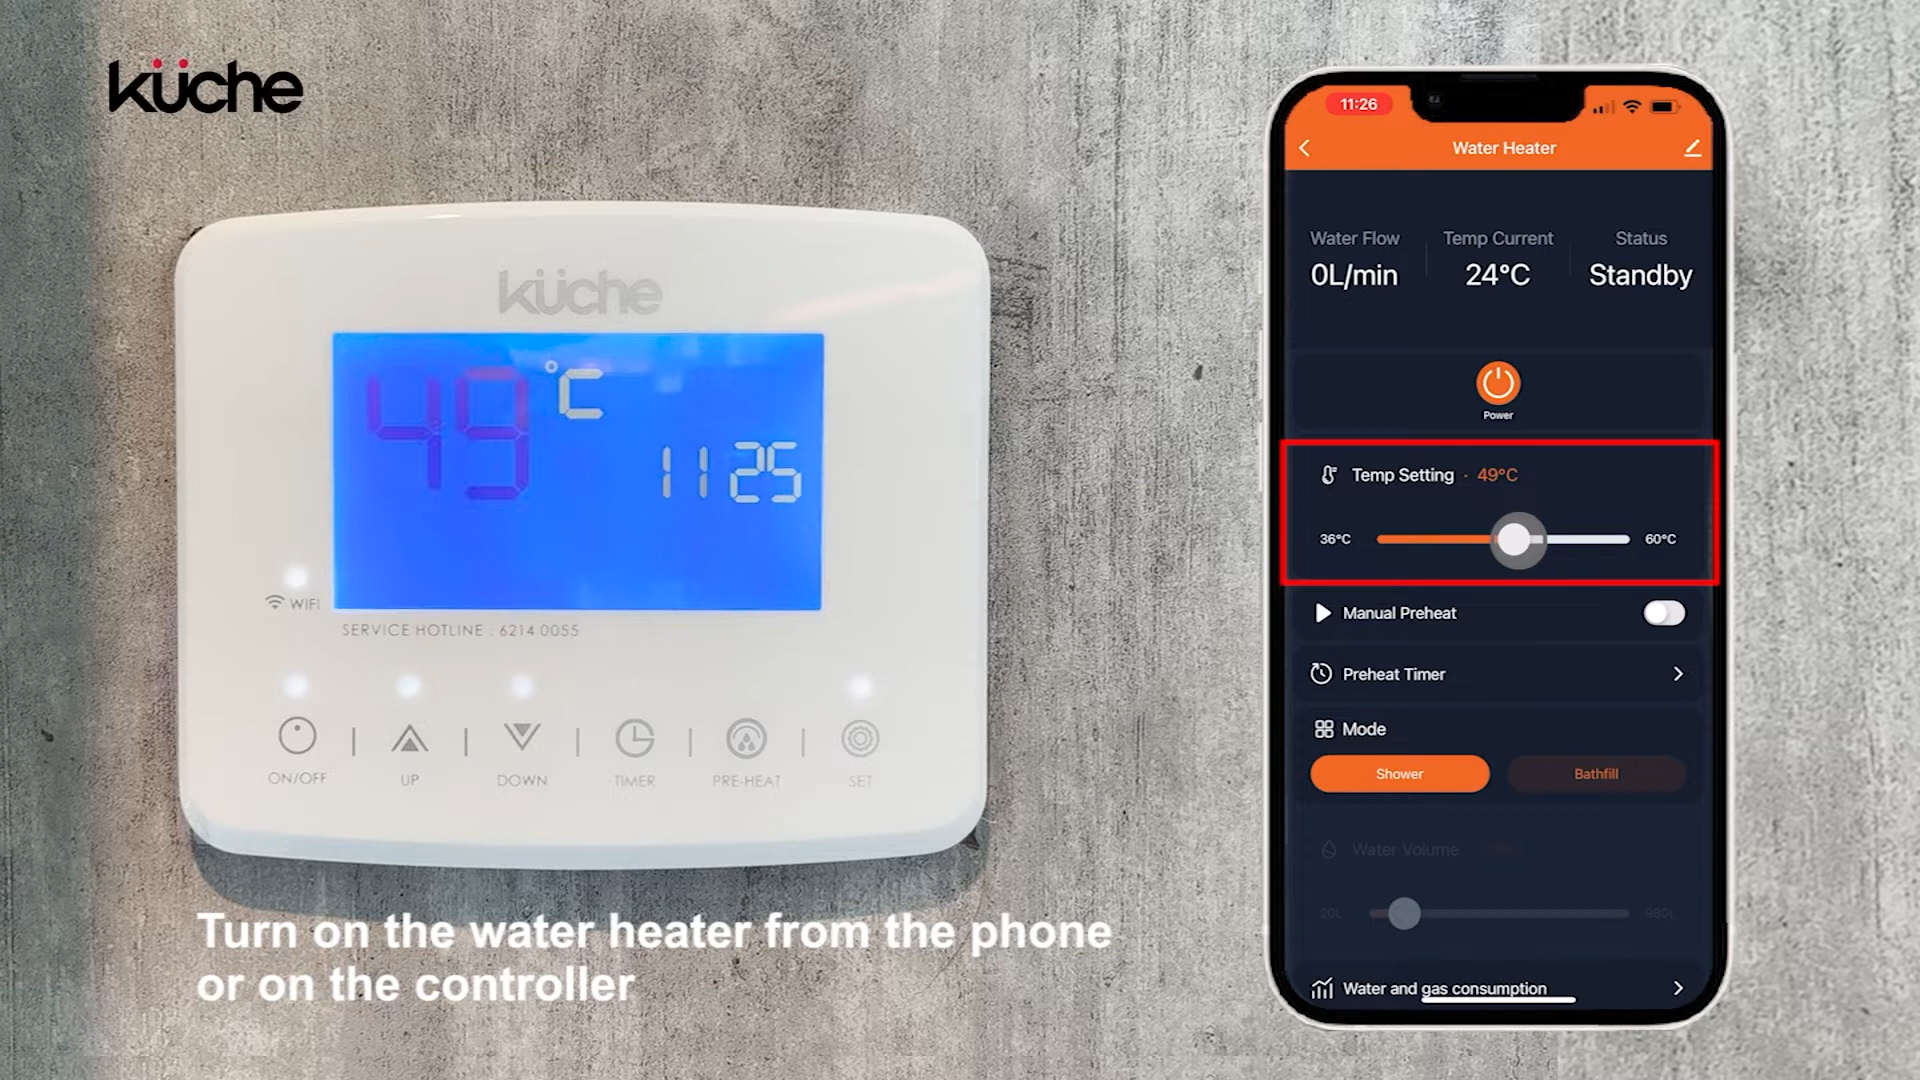 küche
küche
49 °C
11 25
WIFI
SERVICE HOTLINE : 6214 0055
ON/OFF
UP
DOWN
TIMER
PRE-HEAT
SET
Turn on the water heater from the phone
or on the controller
11:26
Water Heater
Water Flow Temp Current Status
0L/min 24°C Standby
Power
Temp Setting · 49°C
36°C 60°C
Manual Preheat
Preheat Timer
Mode
Shower Bathfill
Water Volume
20L 980L
Water and gas consumption